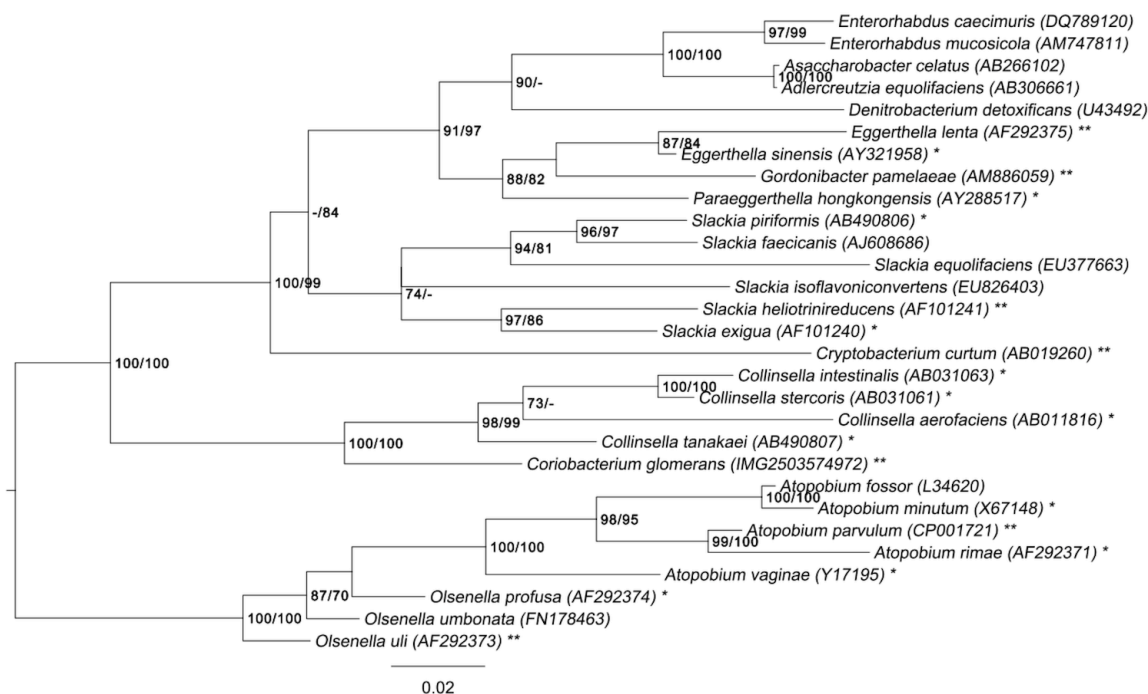 Enterorhabdus caecimuris (DQ789120)
97/99
Enterorhabdus mucosicola (AM747811)
100/100
Asaccharobacter celatus (AB266102)
100/100
90/-
Adlercreutzia equolifaciens (AB306661)
Denitrobacterium detoxificans (U43492)
91/97
Eggerthella lenta (AF292375) **
87/84
Eggerthella sinensis (AY321958) *
88/82
Gordonibacter pamelaeae (AM886059) **
Paraeggerthella hongkongensis (AY288517) *
-/84
Slackia piriformis (AB490806) *
96/97
Slackia faecicanis (AJ608686)
94/81
Slackia equolifaciens (EU377663)
100/99
Slackia isoflavoniconvertens (EU826403)
74/-
Slackia heliotrinireducens (AF101241) **
97/86
Slackia exigua (AF101240) *
Cryptobacterium curtum (AB019260) **
100/100
Collinsella intestinalis (AB031063) *
100/100
Collinsella stercoris (AB031061) *
73/-
Collinsella aerofaciens (AB011816) *
98/99
Collinsella tanakaei (AB490807) *
100/100
Coriobacterium glomerans (IMG2503574972) **
Atopobium fossor (L34620)
100/100
Atopobium minutum (X67148) *
98/95
Atopobium parvulum (CP001721) **
99/100
Atopobium rimae (AF292371) *
100/100
Atopobium vaginae (Y17195) *
87/70
Olsenella profusa (AF292374) *
100/100
Olsenella umbonata (FN178463)
Olsenella uli (AF292373) **
0.02